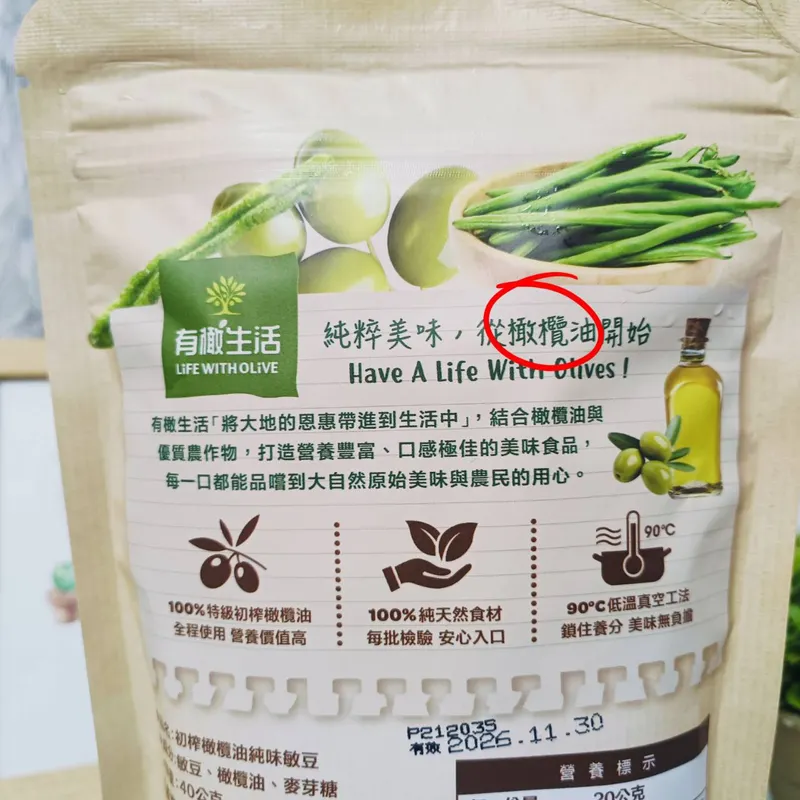 有橄生活
LiFE WITH OLiVE
純粹美味，從橄欖油開始
Have A Life With Olives!
有橄生活「將大地的恩惠帶進到生活中」，結合橄欖油與
優質農作物，打造營養豐富、口感極佳的美味食品，
每一口都能品嚐到大自然原始美味與農民的用心。
100%特級初榨橄欖油
全程使用 營養價值高
100%純天然食材
每批檢驗 安心入口
90°C
90°C低溫真空工法
鎖住養分 美味無負擔
:初榨橄欖油純味敏豆
敏豆、橄欖油、麥芽糖
:40公克
P212035
有效 2026.11.30
營養標示
20公克